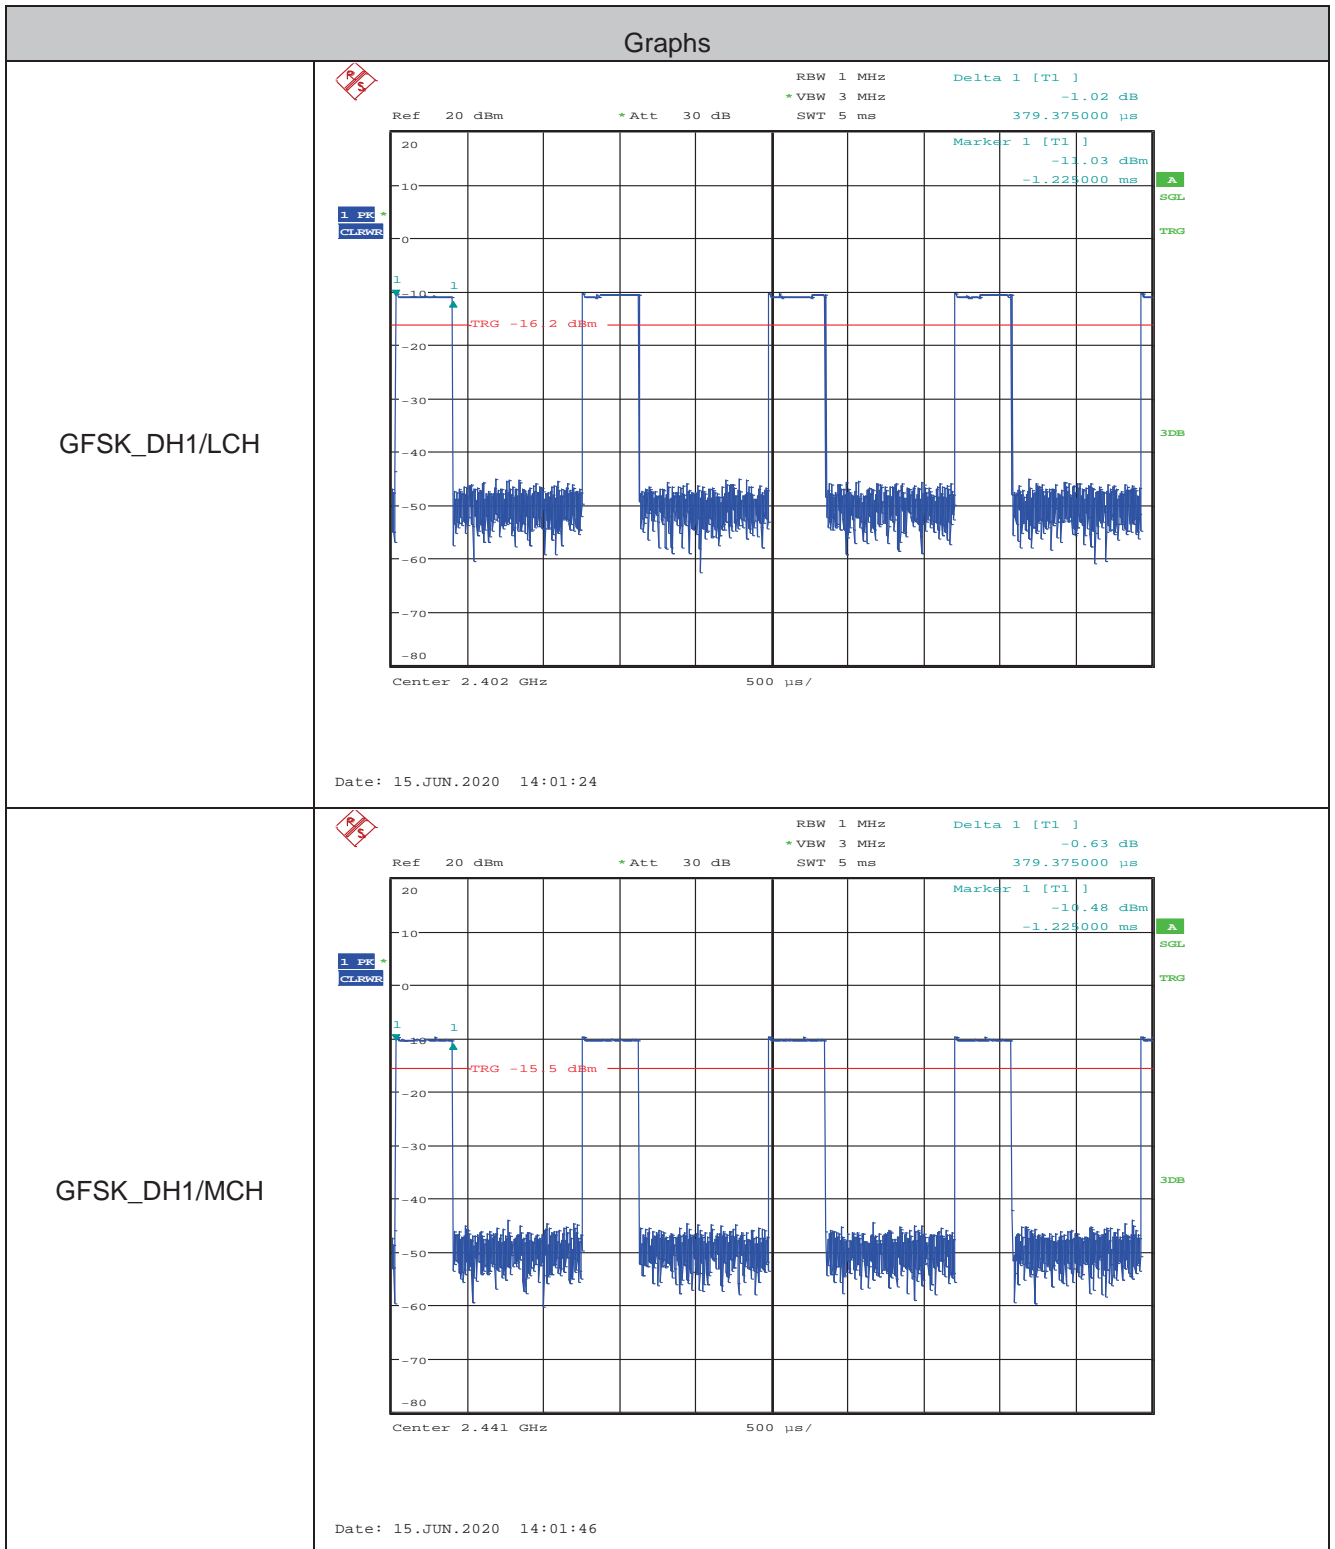 Graphs
GFSK_DH1/LCH
R S
RBW 1 MHz Delta 1 [T1 ]
*VBW 3 MHz -1.02 dB
Ref 20 dBm *Att 30 dB SWT 5 ms 379.375000 µs
20 Marker 1 [T1 ]
-11.03 dBm
10 -1.225000 ms A
SGL
1 PK *
CLRWR TRG
0
1 1
-10
TRG -16.2 dBm
-20
-30
3DB
-40
-50
-60
-70
-80
Center 2.402 GHz 500 µs/
Date: 15.JUN.2020 14:01:24
GFSK_DH1/MCH
R S
RBW 1 MHz Delta 1 [T1 ]
*VBW 3 MHz -0.63 dB
Ref 20 dBm *Att 30 dB SWT 5 ms 379.375000 µs
20 Marker 1 [T1 ]
-10.48 dBm
10 -1.225000 ms A
SGL
1 PK *
CLRWR TRG
0
1 1
-10
TRG -15.5 dBm
-20
-30
3DB
-40
-50
-60
-70
-80
Center 2.441 GHz 500 µs/
Date: 15.JUN.2020 14:01:46